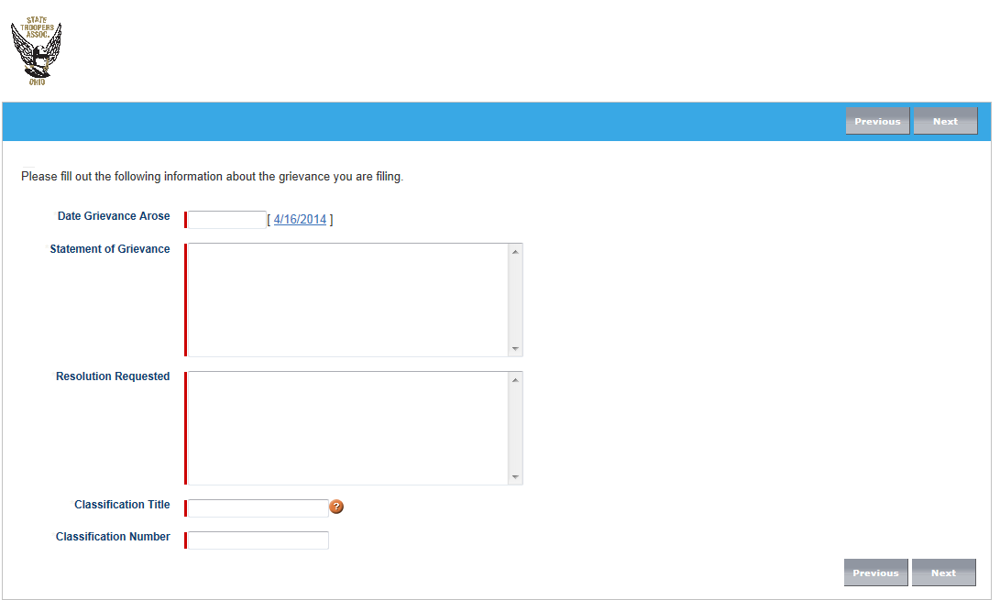 STATE
TROOPERS
ASSOC.
OHIO
Previous Next
Please fill out the following information about the grievance you are filing.
Date Grievance Arose [ 4/16/2014 ]
Statement of Grievance
Resolution Requested
Classification Title ?
Classification Number
Previous Next